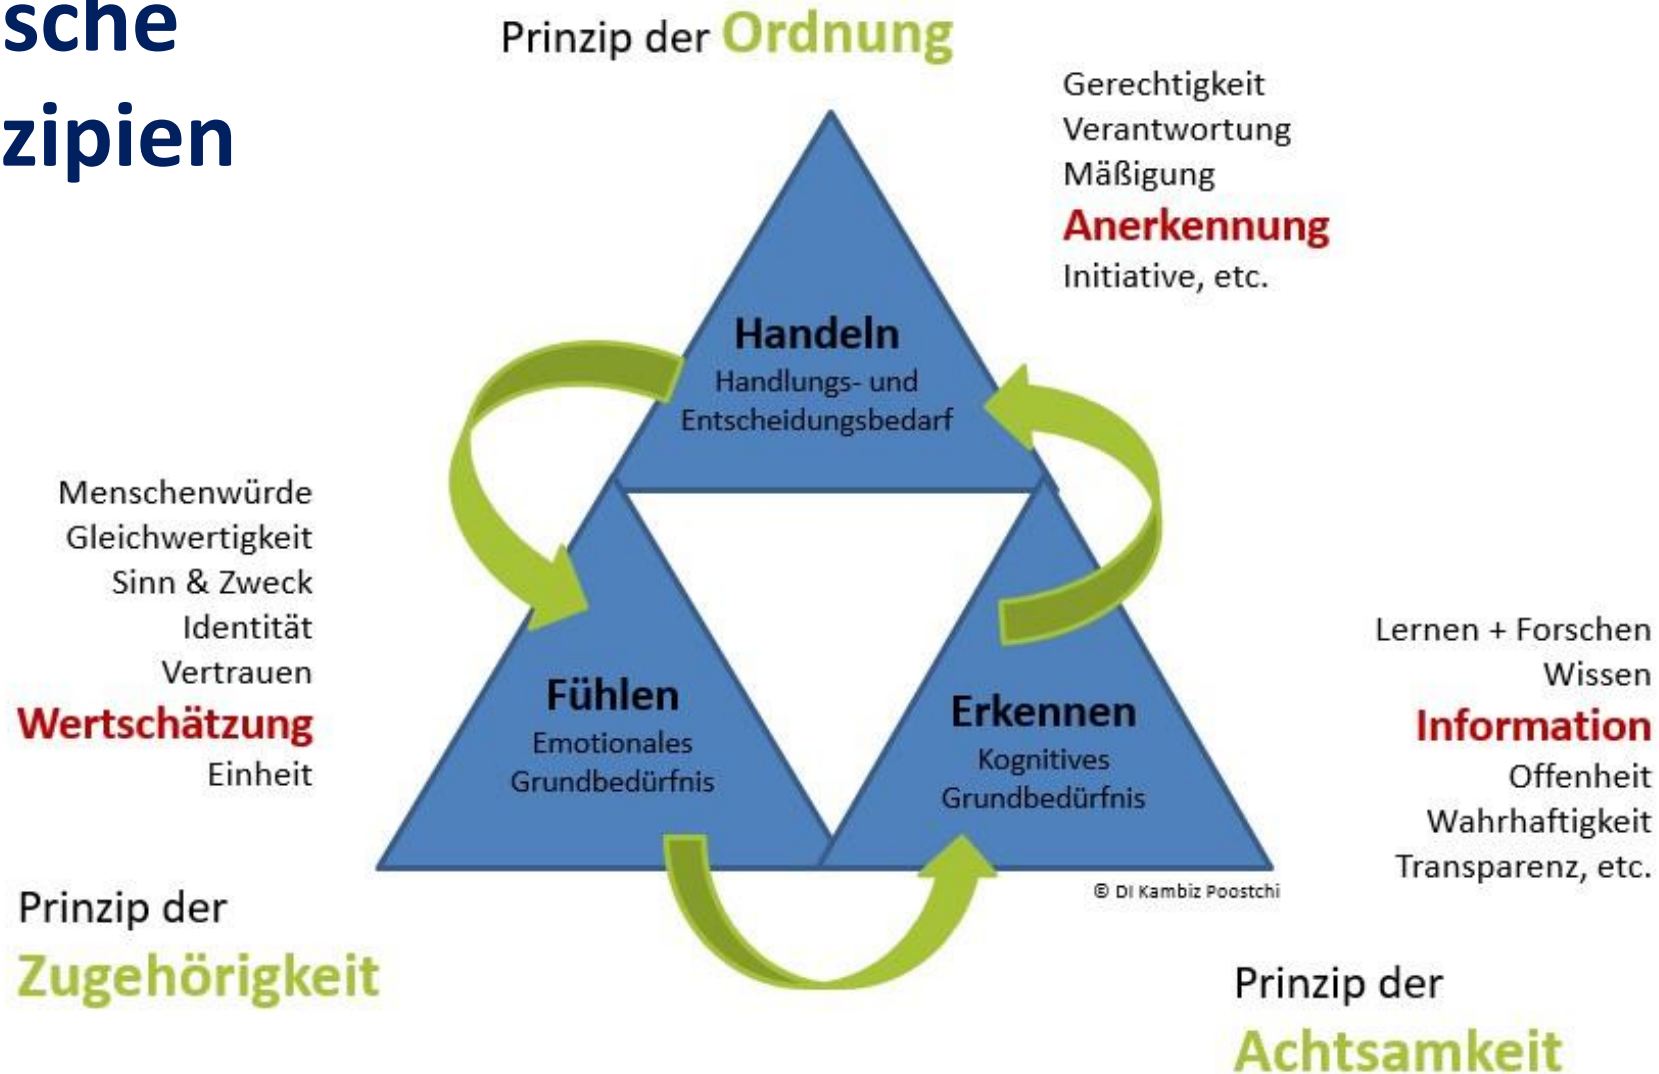 sche
zipien
Prinzip der Ordnung
Gerechtigkeit
Verantwortung
Mäßigung
Anerkennung
Initiative, etc.
Handeln
Handlungs- und
Entscheidungsbedarf
Menschenwürde
Gleichwertigkeit
Sinn & Zweck
Identität
Vertrauen
Wertschätzung
Einheit
Fühlen
Emotionales
Grundbedürfnis
Erkennen
Kognitives
Grundbedürfnis
Lernen + Forschen
Wissen
Information
Offenheit
Wahrhaftigkeit
Transparenz, etc.
© DI Kambiz Poostchi
Prinzip der
Zugehörigkeit
Prinzip der
Achtsamkeit